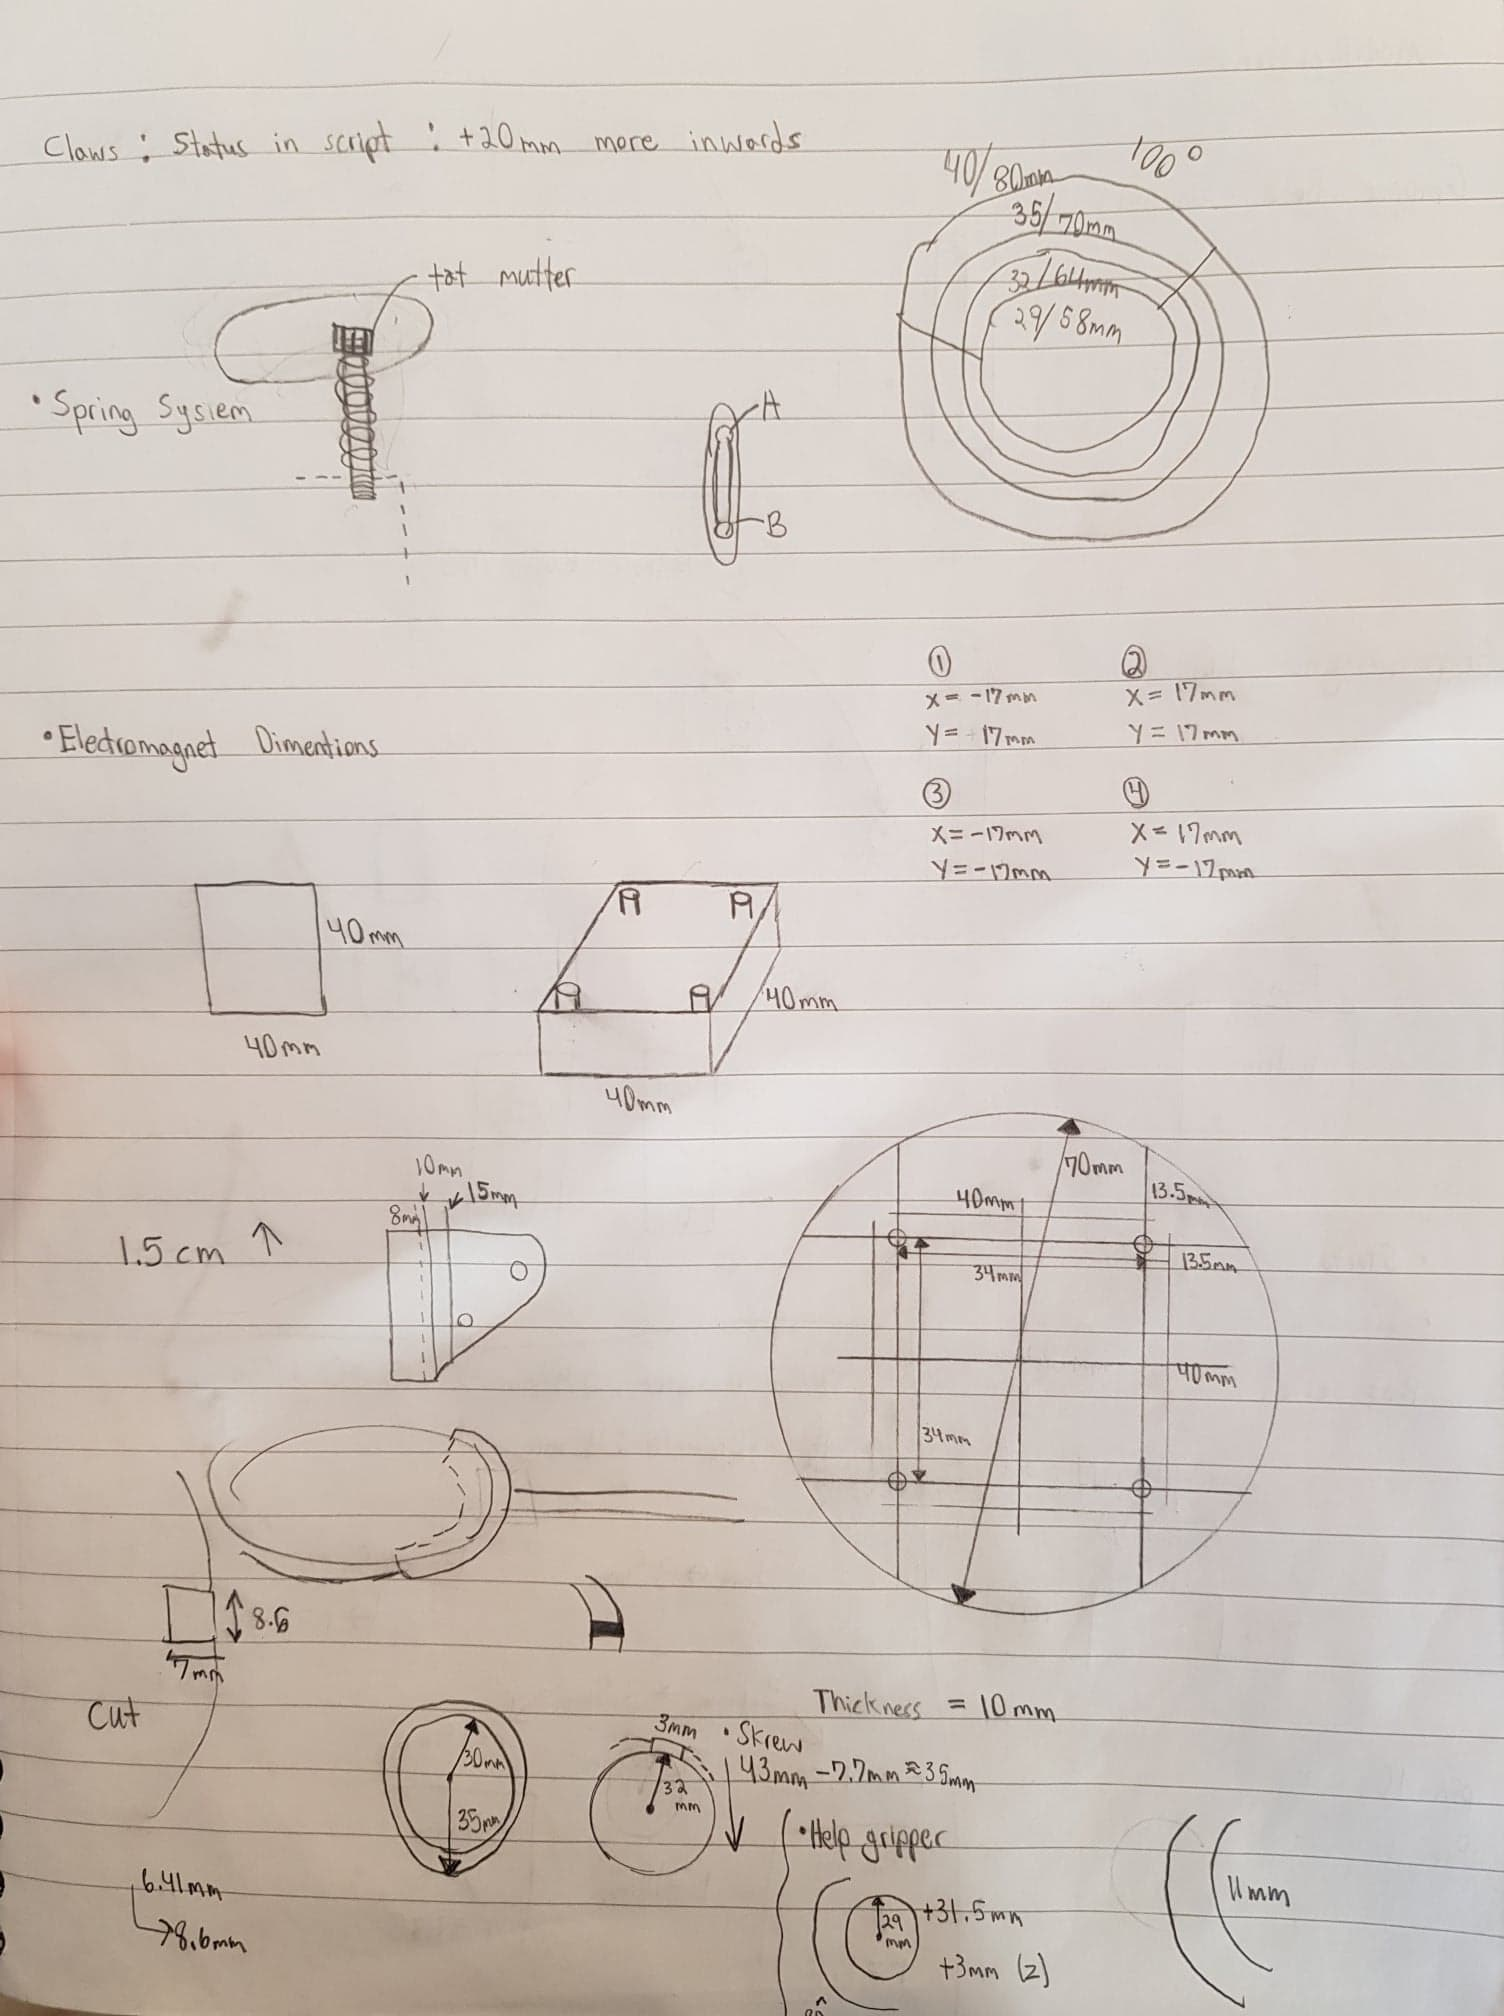 Claws : Status in script : +20mm more inwards
40/80mm
100°
35/70mm
32/64mm
29/58mm
tat mutter
• Spring Sysiem
A
B
①
X = -17mm
Y = 17mm
②
X = 17mm
Y = 17mm
③
X = -17mm
Y = -17mm
④
X = 17mm
Y = -17mm
• Electromagnet Dimentions
40mm
40mm
40mm
40mm
10mm
15mm
8mm
1.5 cm
70mm
40mm
13.5mm
34mm
13.5mm
40mm
34mm
8.6
7mm
Cut
Thickness = 10mm
30mm
35mm
3mm
32
mm
• Skrew
43mm - 7.7mm ≈ 35mm
• Help gripper
29
mm
+31.5mm
+3mm (z)
11mm
6.41mm
→ 8.6mm